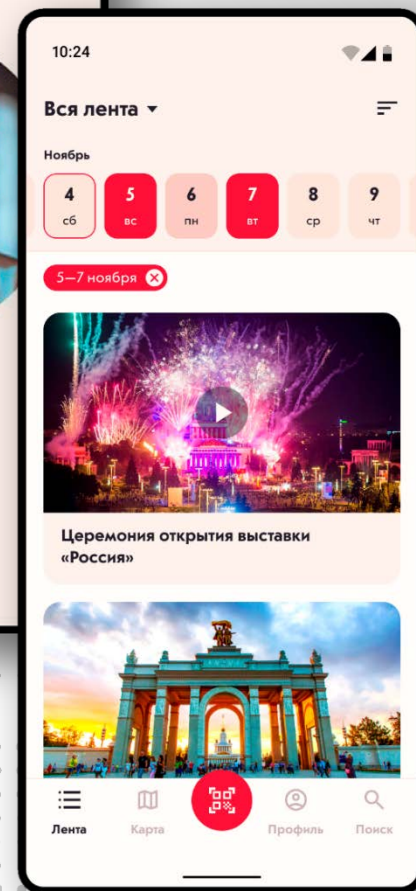 10:24
Вся лента
Ноябрь
4 5 6 7 8 9
сб вс пн вт ср чт
5—7 ноября
Церемония открытия выставки
«Россия»
Лента Карта Профиль Поиск